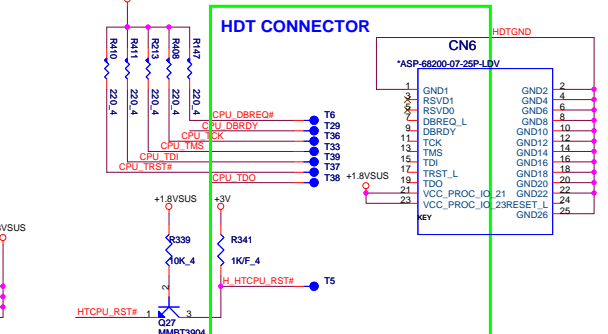 HDT CONNECTOR
HDTGND
CN6
*ASP-68200-07-25P-LDV
R410
R411
R213
R408
R147
220_4
220_4
220_4
220_4
220_4
CPU_DBREQ#
T6
CPU_DBRDY
T29
CPU_TCK
T36
CPU_TMS
T33
CPU_TDI
T39
CPU_TRST#
T37
CPU_TDO
T38
1 GND1 GND2 2
3 RSVD1 GND4 4
5 RSVD0 GND6 6
7 DBREQ_L GND8 8
9 DBRDY GND10 10
11 TCK GND12 12
13 TMS GND14 14
15 TDI GND16 16
17 TRST_L GND18 18
19 TDO GND20 20
21 VCC_PROC_IO_21 GND22 22
23 VCC_PROC_IO_23 RESET_L 24
GND26 25
KEY
+1.8VSUS
+1.8VSUS
+3V
R339
10K_4
R341
1K/F_4
H_HTCPU_RST#
T5
HTCPU_RST#
1
2
3
Q27
MMBT3904